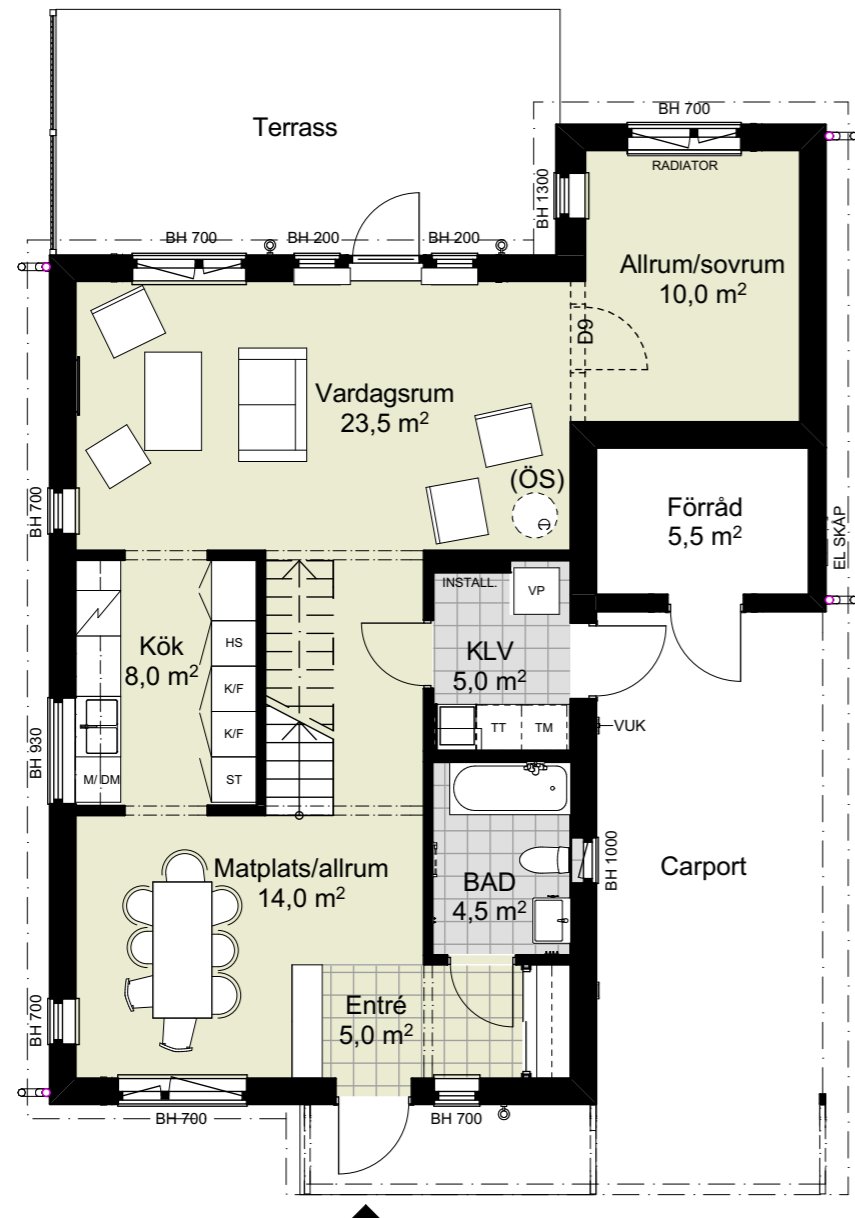 Terrass
BH 700
RADIATOR
BH 1300
BH 700
BH 200
BH 200
Allrum/sovrum
10,0 m²
D9
Vardagsrum
23,5 m²
(ÖS)
BH 700
Förråd
5,5 m²
EL SKÅP
INSTALL.
VP
Kök
8,0 m²
HS
K/F
K/F
ST
M/ DM
KLV
5,0 m²
TT
TM
VUK
BH 930
BH 1000
Carport
Matplats/allrum
14,0 m²
BAD
4,5 m²
Entré
5,0 m²
BH 700
BH 700
BH 700